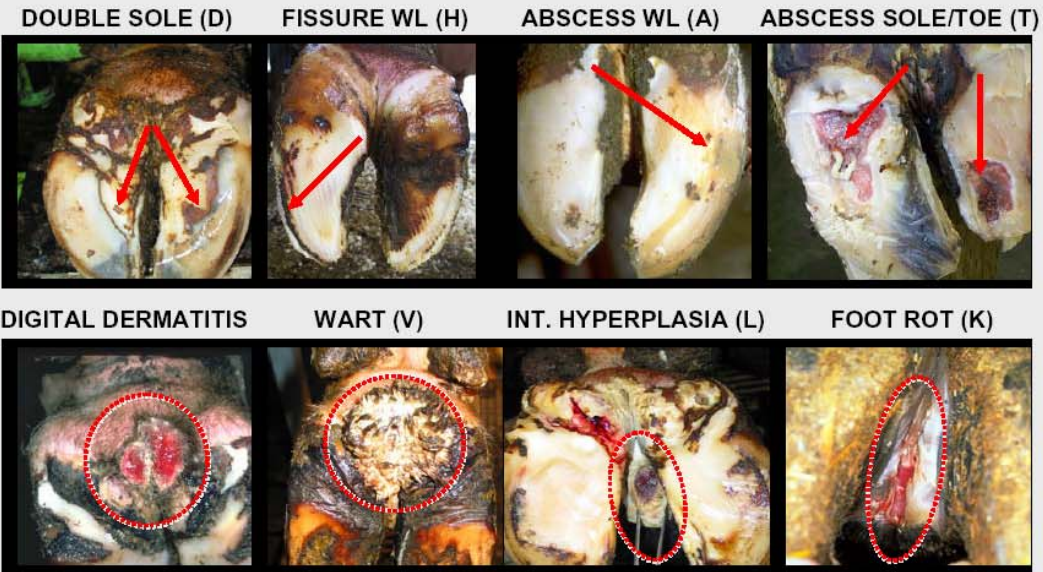 DOUBLE SOLE (D) FISSURE WL (H) ABSCESS WL (A) ABSCESS SOLE/TOE (T)
DIGITAL DERMATITIS WART (V) INT. HYPERPLASIA (L) FOOT ROT (K)